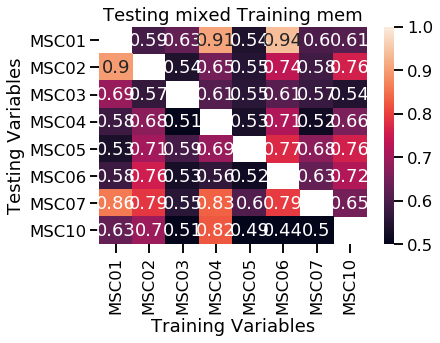 Testing mixed Training mem
MSC01 0.59 0.63 0.91 0.54 0.94 0.6 0.61
MSC02 0.9 0.54 0.65 0.55 0.74 0.58 0.76
MSC03 0.69 0.57 0.61 0.55 0.61 0.57 0.54
MSC04 0.58 0.68 0.51 0.53 0.71 0.52 0.66
MSC05 0.53 0.71 0.59 0.69 0.77 0.68 0.76
MSC06 0.58 0.76 0.53 0.56 0.52 0.63 0.72
MSC07 0.86 0.79 0.55 0.83 0.6 0.79 0.65
MSC10 0.63 0.7 0.51 0.82 0.49 0.44 0.5
MSC01 MSC02 MSC03 MSC04 MSC05 MSC06 MSC07 MSC10
Training Variables
Testing Variables
1.0
0.9
0.8
0.7
0.6
0.5